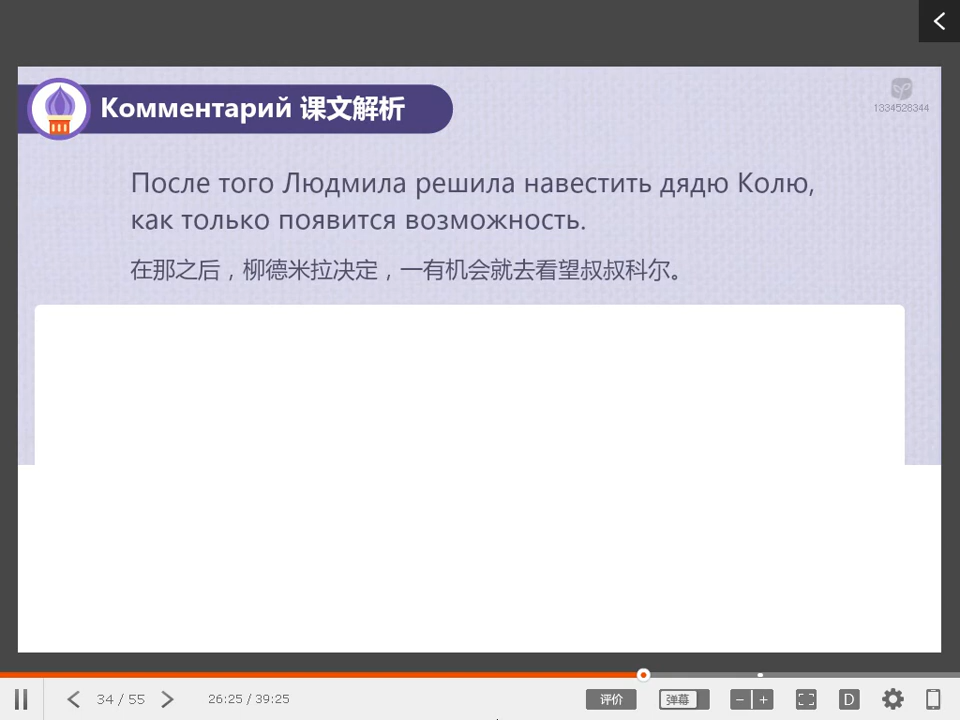 Комментарий 课文解析
1334528344
После того Людмила решила навестить дядю Колю,
как только появится возможность.
在那之后，柳德米拉决定，一有机会就去看望叔叔科尔。
34 / 55
26:25 / 39:25
评价
弹幕
D